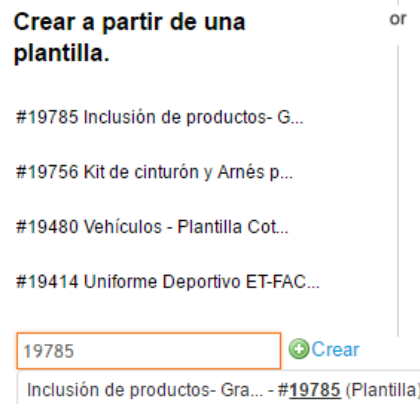 Crear a partir de una
or
plantilla.
#19785 Inclusión de productos- G...
#19756 Kit de cinturón y Arnés p...
#19480 Vehículos - Plantilla Cot...
#19414 Uniforme Deportivo ET-FAC...
19785 Crear
Inclusión de productos- Gra... - #19785 (Plantilla)